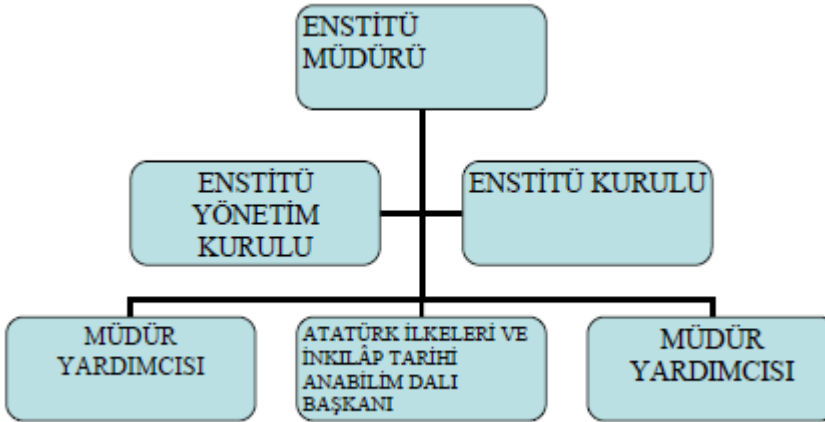 ENSTİTÜ
MÜDÜRÜ
ENSTİTÜ
YÖNETİM
KURULU
ENSTİTÜ KURULU
MÜDÜR
YARDIMCISI
ATATÜRK İLKELERİ VE
İNKILÂP TARİHİ
ANABİLİM DALI
BAŞKANI
MÜDÜR
YARDIMCISI